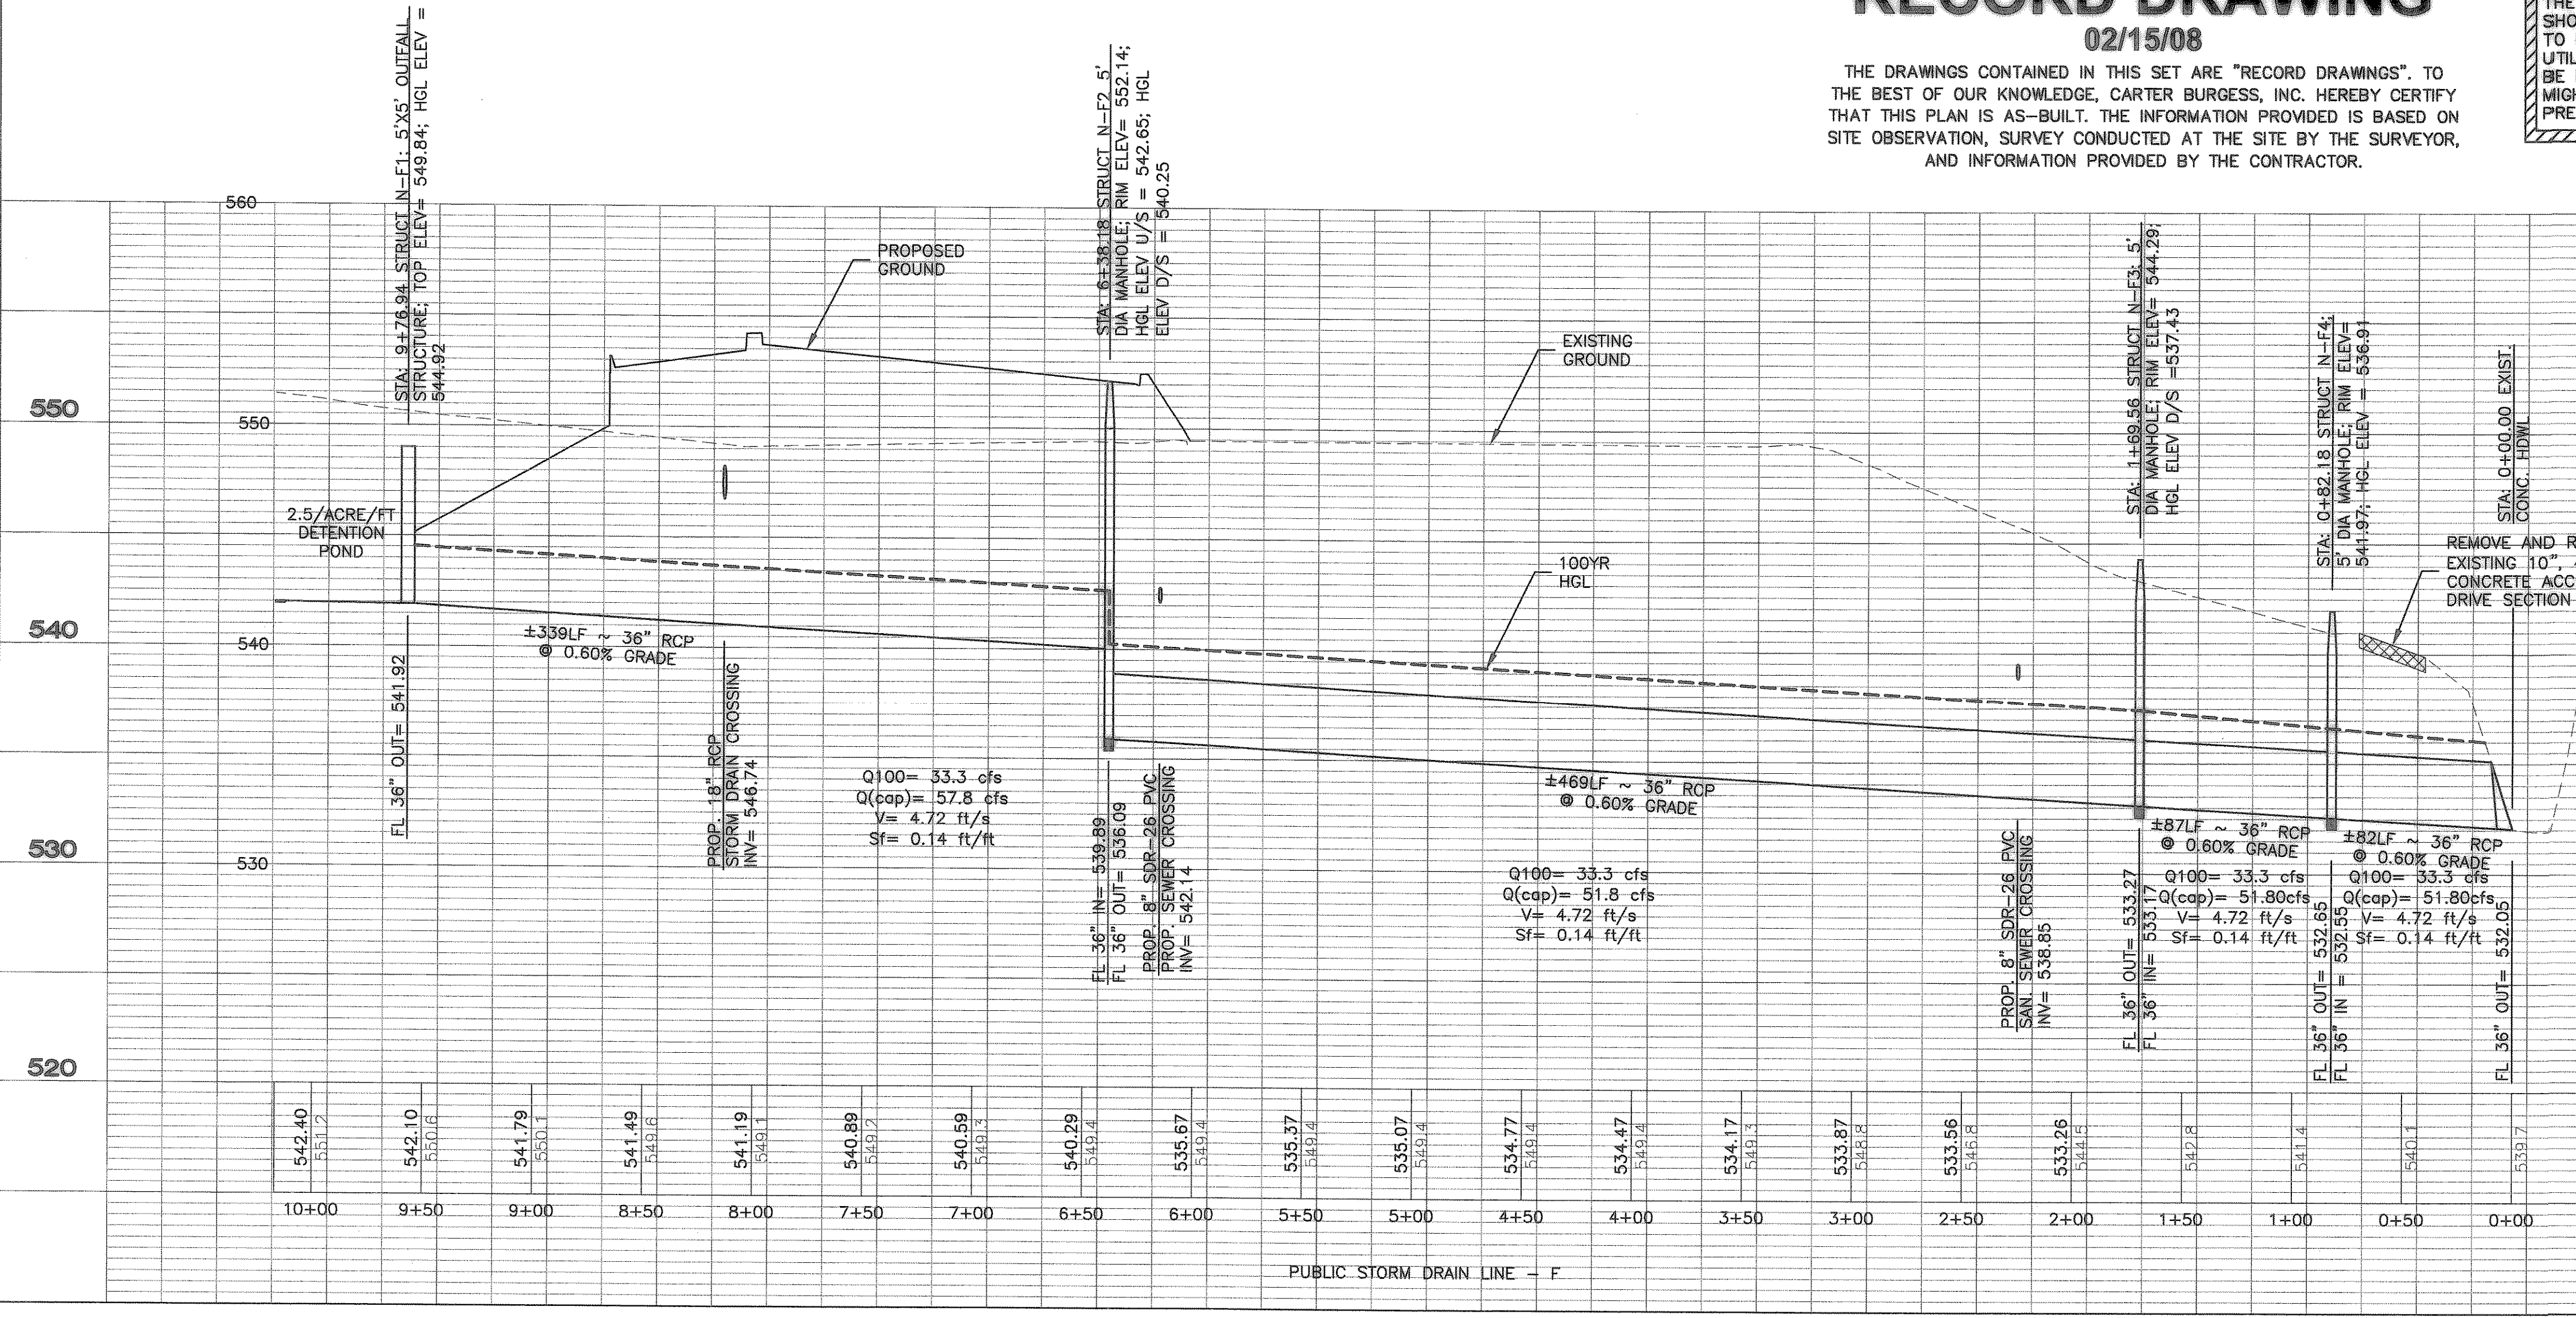 RECORD DRAWING
02/15/08
THE DRAWINGS CONTAINED IN THIS SET ARE "RECORD DRAWINGS". TO
THE BEST OF OUR KNOWLEDGE, CARTER BURGESS, INC. HEREBY CERTIFY
THAT THIS PLAN IS AS-BUILT. THE INFORMATION PROVIDED IS BASED ON
SITE OBSERVATION, SURVEY CONDUCTED AT THE SITE BY THE SURVEYOR,
AND INFORMATION PROVIDED BY THE CONTRACTOR.
THE
SHO
TO
UTIL
BE
MIGH
PRE
STA: 9+76.94 STRUCT N-F1; 5'X5' OUTFALL
STRUCTURE; TOP ELEV= 549.84; HGL ELEV =
544.92
STA: 6+38.18 STRUCT N-F2 5'
DIA MANHOLE; RIM ELEV= 552.14;
HGL ELEV U/S = 542.65; HGL
ELEV D/S = 540.25
STA: 1+69.56 STRUCT N-F3; 5'
DIA MANHOLE; RIM ELEV= 544.29;
HGL ELEV D/S =537.43
STA: 0+82.18 STRUCT N-F4;
5' DIA MANHOLE; RIM ELEV=
541.97; HGL ELEV = 536.91
STA. 0+00.00 EXIST.
CONC. HDWL
560
550
550
540
540
530
530
520
PROPOSED
GROUND
EXISTING
GROUND
2.5/ACRE/FT
DETENTION
POND
100YR
HGL
REMOVE AND R
EXISTING 10",
CONCRETE ACC
DRIVE SECTION
±339LF ~ 36" RCP
@ 0.60% GRADE
FL 36" OUT= 541.92
PROP. 18" RCP
STORM DRAIN CROSSING
INV= 546.74
Q100= 33.3 cfs
Q(cap)= 57.8 cfs
V= 4.72 ft/s
Sf= 0.14 ft/ft
FL 36" IN= 539.89
FL 36" OUT= 536.09
PROP. 8" SDR-26 PVC
PROP. SEWER CROSSING
INV= 542.14
±469LF ~ 36" RCP
@ 0.60% GRADE
Q100= 33.3 cfs
Q(cap)= 51.8 cfs
V= 4.72 ft/s
Sf= 0.14 ft/ft
PROP. 8" SDR-26 PVC
SAN. SEWER CROSSING
INV= 538.85
FL 36" OUT= 533.27
FL 36" IN= 533.17
±87LF ~ 36" RCP
@ 0.60% GRADE
Q100= 33.3 cfs
Q(cap)= 51.80cfs
V= 4.72 ft/s
Sf= 0.14 ft/ft
FL 36" OUT= 532.65
FL 36" IN = 532.55
±82LF ~ 36" RCP
@ 0.60% GRADE
Q100= 33.3 cfs
Q(cap)= 51.80cfs
V= 4.72 ft/s
Sf= 0.14 ft/ft
FL 36" OUT= 532.05
542.40 542.10 541.79 541.49 541.19 540.89 540.59 540.29 535.67 535.37 535.07 534.77 534.47 534.17 533.87 533.56 533.26
551.2 550.6 550.1 549.6 549.1 549.2 549.3 549.4 549.4 549.4 549.4 549.4 549.4 549.3 548.8 546.8 544.5 542.8 541.4 540.1 539.7
10+00 9+50 9+00 8+50 8+00 7+50 7+00 6+50 6+00 5+50 5+00 4+50 4+00 3+50 3+00 2+50 2+00 1+50 1+00 0+50 0+00
PUBLIC STORM DRAIN LINE - F